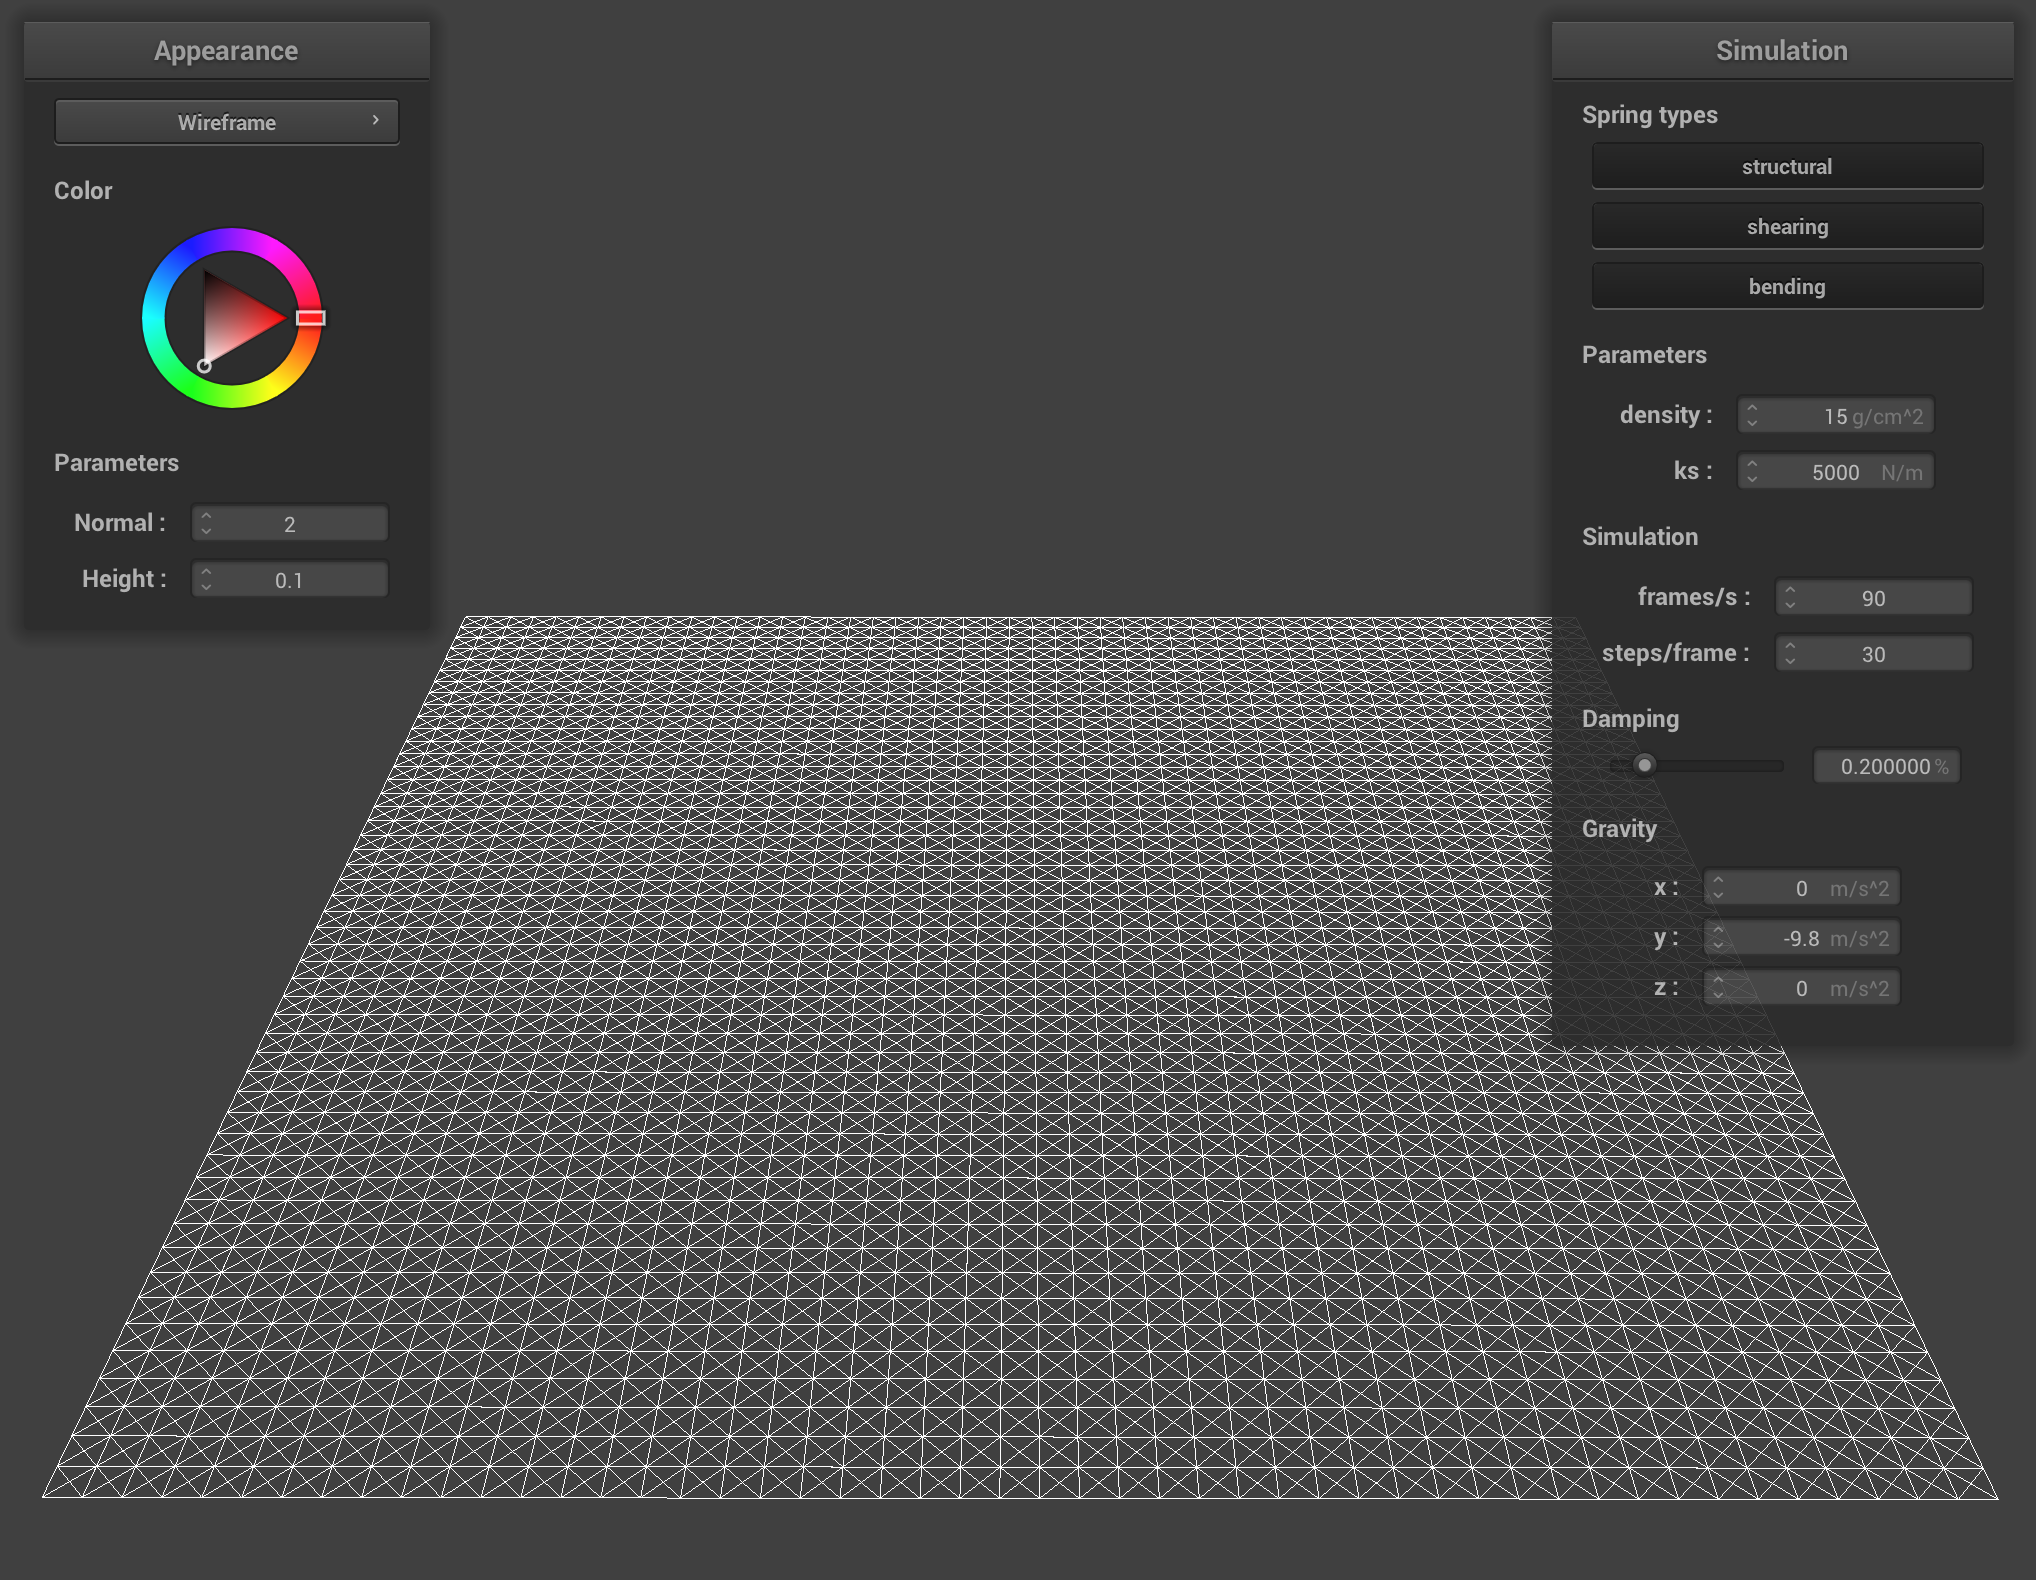 Appearance
Wireframe
Color
Parameters
Normal : 2
Height : 0.1
Simulation
Spring types
structural
shearing
bending
Parameters
density : 15 g/cm^2
ks : 5000 N/m
Simulation
frames/s : 90
steps/frame : 30
Damping
0.200000 %
Gravity
x : 0 m/s^2
y : -9.8 m/s^2
z : 0 m/s^2